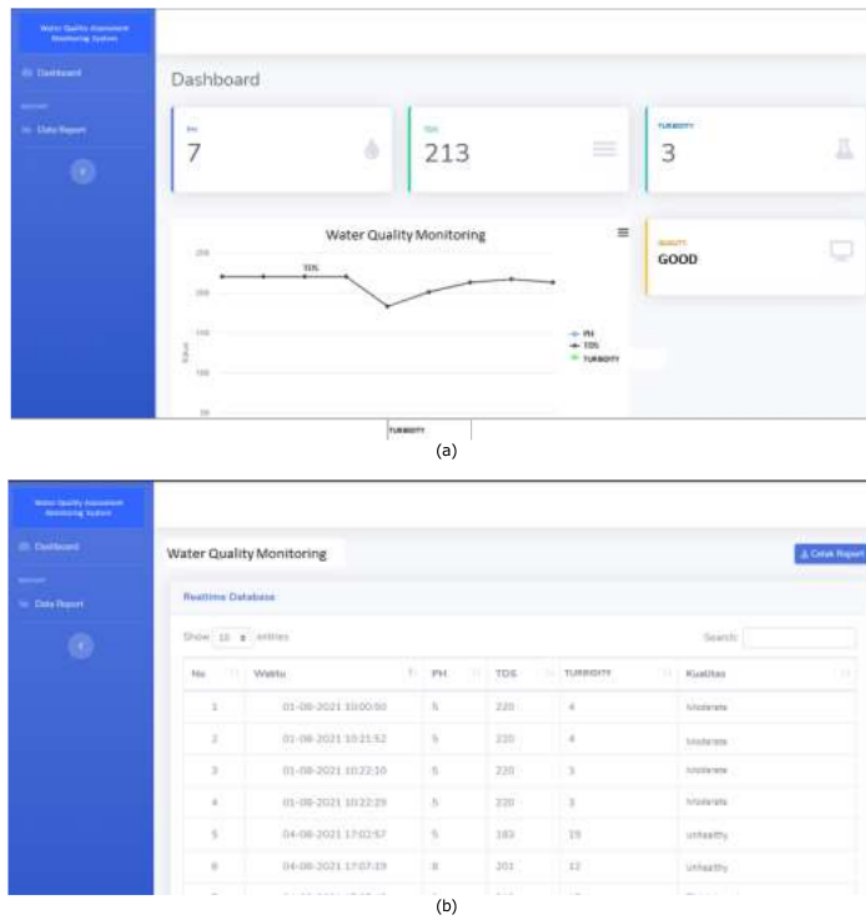 Water Quality Assessment
Monitoring System
Dashboard
Data Report
Dashboard
PH
7
TDS
213
TURBIDITY
3
QUALITY
GOOD
Water Quality Monitoring
250
200
150
100
50
Value
TDS
PH
TDS
TURBIDITY
TURBIDITY
(a)
Water Quality Assessment
Monitoring System
Dashboard
Data Report
Water Quality Monitoring
Cetak Report
Realtime Database
Show 10 entries
Search:
No Waktu PH TDS TURBIDITY Kualitas
1 01-08-2021 10:00:50 5 220 4 Moderate
2 01-08-2021 10:21:52 5 220 4 Moderate
3 01-08-2021 10:22:10 5 220 3 Moderate
4 01-08-2021 10:22:29 5 220 3 Moderate
5 04-08-2021 17:02:57 5 183 19 unhealthy
6 04-08-2021 17:07:19 8 201 12 unhealthy
(b)